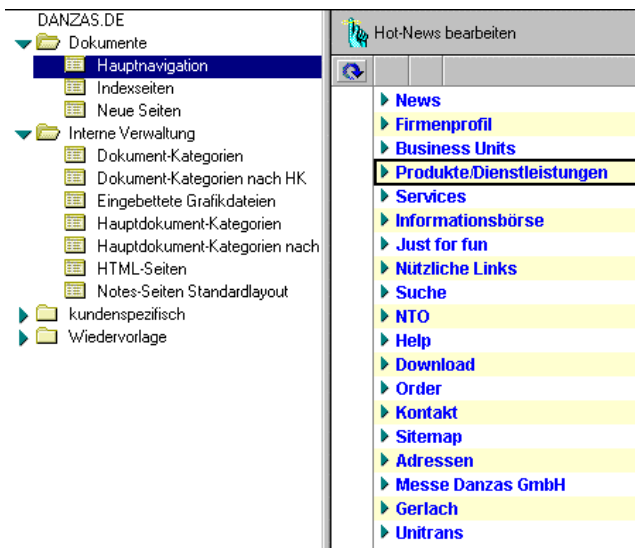 DANZAS.DE
Dokumente
Hauptnavigation
Indexseiten
Neue Seiten
Interne Verwaltung
Dokument-Kategorien
Dokument-Kategorien nach HK
Eingebettete Grafikdateien
Hauptdokument-Kategorien
Hauptdokument-Kategorien nach
HTML-Seiten
Notes-Seiten Standardlayout
kundenspezifisch
Wiedervorlage
Hot-News bearbeiten
News
Firmenprofil
Business Units
Produkte/Dienstleistungen
Services
Informationsbörse
Just for fun
Nützliche Links
Suche
NTO
Help
Download
Order
Kontakt
Sitemap
Adressen
Messe Danzas GmbH
Gerlach
Unitrans